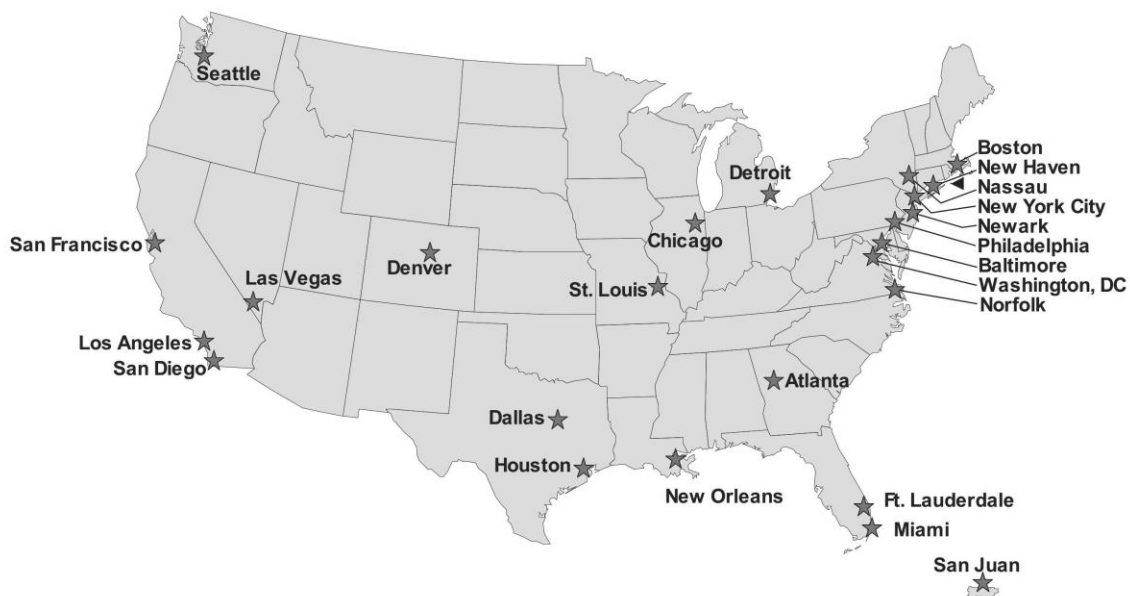 Seattle
Boston
New Haven
Detroit
Nassau
New York City
Newark
San Francisco
Chicago
Philadelphia
Denver
Baltimore
Las Vegas
Washington, DC
St. Louis
Norfolk
Los Angeles
San Diego
Atlanta
Dallas
Houston
New Orleans
Ft. Lauderdale
Miami
San Juan